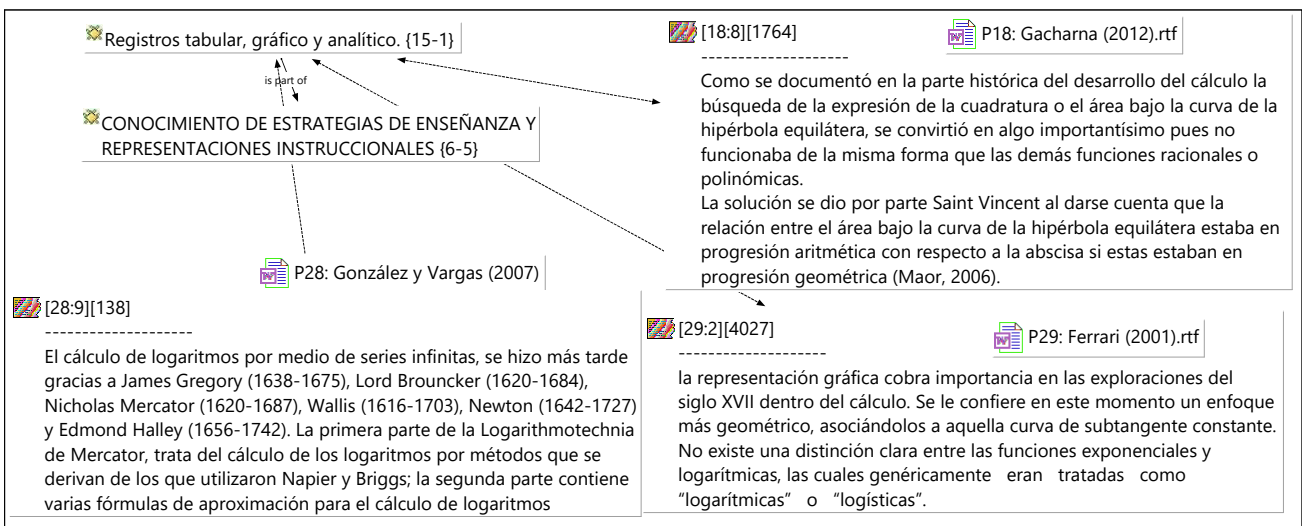 Registros tabular, gráfico y analítico. {15-1}
is part of
CONOCIMIENTO DE ESTRATEGIAS DE ENSEÑANZA Y
REPRESENTACIONES INSTRUCCIONALES {6-5}
[18:8][1764]
P18: Gacharna (2012).rtf
--------------------
Como se documentó en la parte histórica del desarrollo del cálculo la
búsqueda de la expresión de la cuadratura o el área bajo la curva de la
hipérbola equilátera, se convirtió en algo importantísimo pues no
funcionaba de la misma forma que las demás funciones racionales o
polinómicas.
La solución se dio por parte Saint Vincent al darse cuenta que la
relación entre el área bajo la curva de la hipérbola equilátera estaba en
progresión aritmética con respecto a la abscisa si estas estaban en
progresión geométrica (Maor, 2006).
P28: González y Vargas (2007)
[28:9][138]
--------------------
El cálculo de logaritmos por medio de series infinitas, se hizo más tarde
gracias a James Gregory (1638-1675), Lord Brouncker (1620-1684),
Nicholas Mercator (1620-1687), Wallis (1616-1703), Newton (1642-1727)
y Edmond Halley (1656-1742). La primera parte de la Logarithmotechnia
de Mercator, trata del cálculo de los logaritmos por métodos que se
derivan de los que utilizaron Napier y Briggs; la segunda parte contiene
varias fórmulas de aproximación para el cálculo de logaritmos
[29:2][4027]
P29: Ferrari (2001).rtf
--------------------
la representación gráfica cobra importancia en las exploraciones del
siglo XVII dentro del cálculo. Se le confiere en este momento un enfoque
más geométrico, asociándolos a aquella curva de subtangente constante.
No existe una distinción clara entre las funciones exponenciales y
logarítmicas, las cuales genéricamente eran tratadas como
“logarítmicas” o “logísticas”.